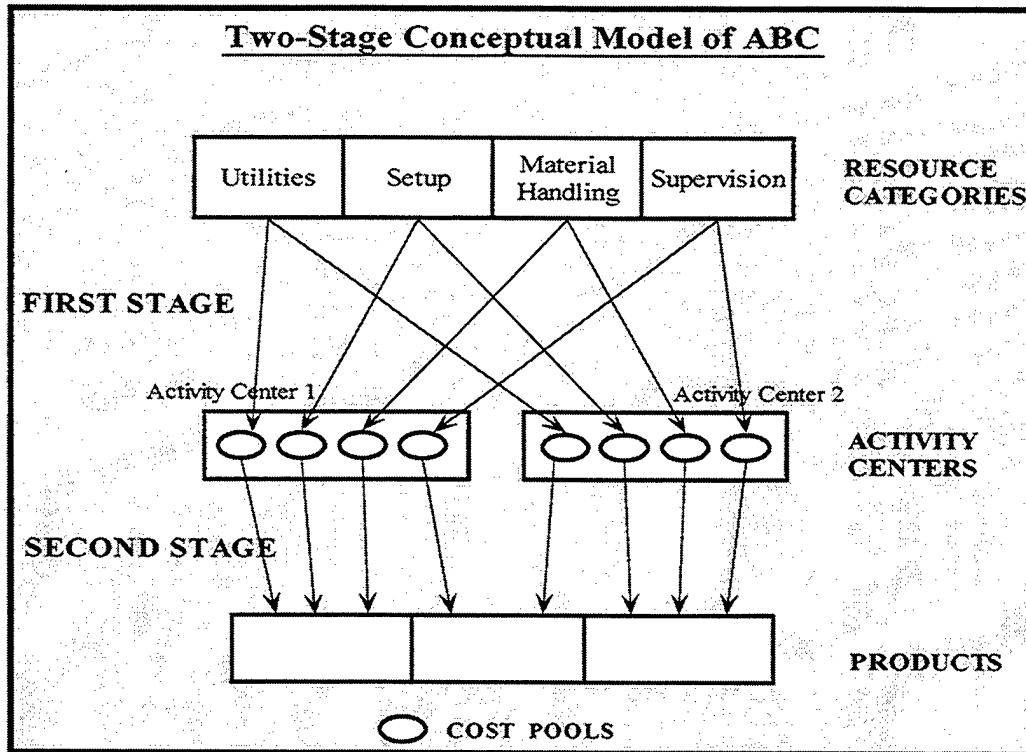 Two-Stage Conceptual Model of ABC
Utilities
Setup
Material
Handling
Supervision
RESOURCE
CATEGORIES
FIRST STAGE
Activity Center 1
Activity Center 2
ACTIVITY
CENTERS
SECOND STAGE
PRODUCTS
COST POOLS